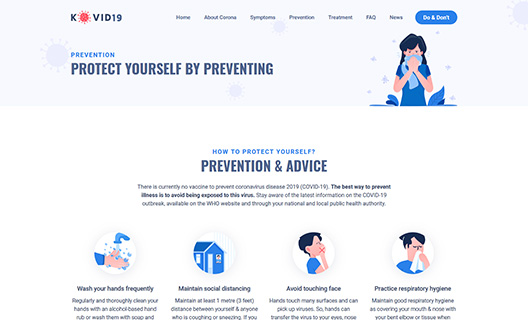 KOVID19
Home About Corona Symptoms Prevention Treatment FAQ News Do & Don't
PREVENTION
PROTECT YOURSELF BY PREVENTING
HOW TO PROTECT YOURSELF?
PREVENTION & ADVICE
There is currently no vaccine to prevent coronavirus disease 2019 (COVID-19). The best way to prevent
illness is to avoid being exposed to this virus. Stay aware of the latest information on the COVID-19
outbreak, available on the WHO website and through your national and local public health authority.
Wash your hands frequently
Regularly and thoroughly clean your
hands with an alcohol-based hand
rub or wash them with soap and
Maintain social distancing
Maintain at least 1 metre (3 feet)
distance between yourself & anyone
who is coughing or sneezing. If you
Avoid touching face
Hands touch many surfaces and can
pick up viruses. So, hands can
transfer the virus to your eyes, nose
Practice respiratory hygiene
Maintain good respiratory hygiene
as covering your mouth & nose with
your bent elbow or tissue when